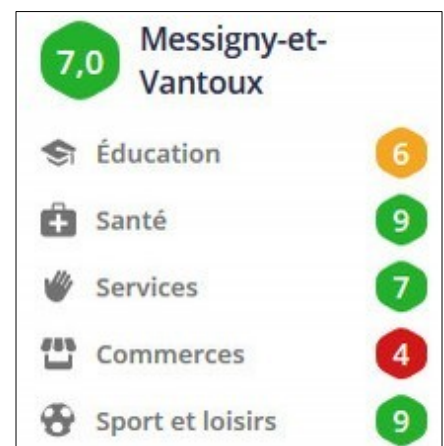 7,0
Messigny-et-
Vantoux
Éducation 6
Santé 9
Services 7
Commerces 4
Sport et loisirs 9